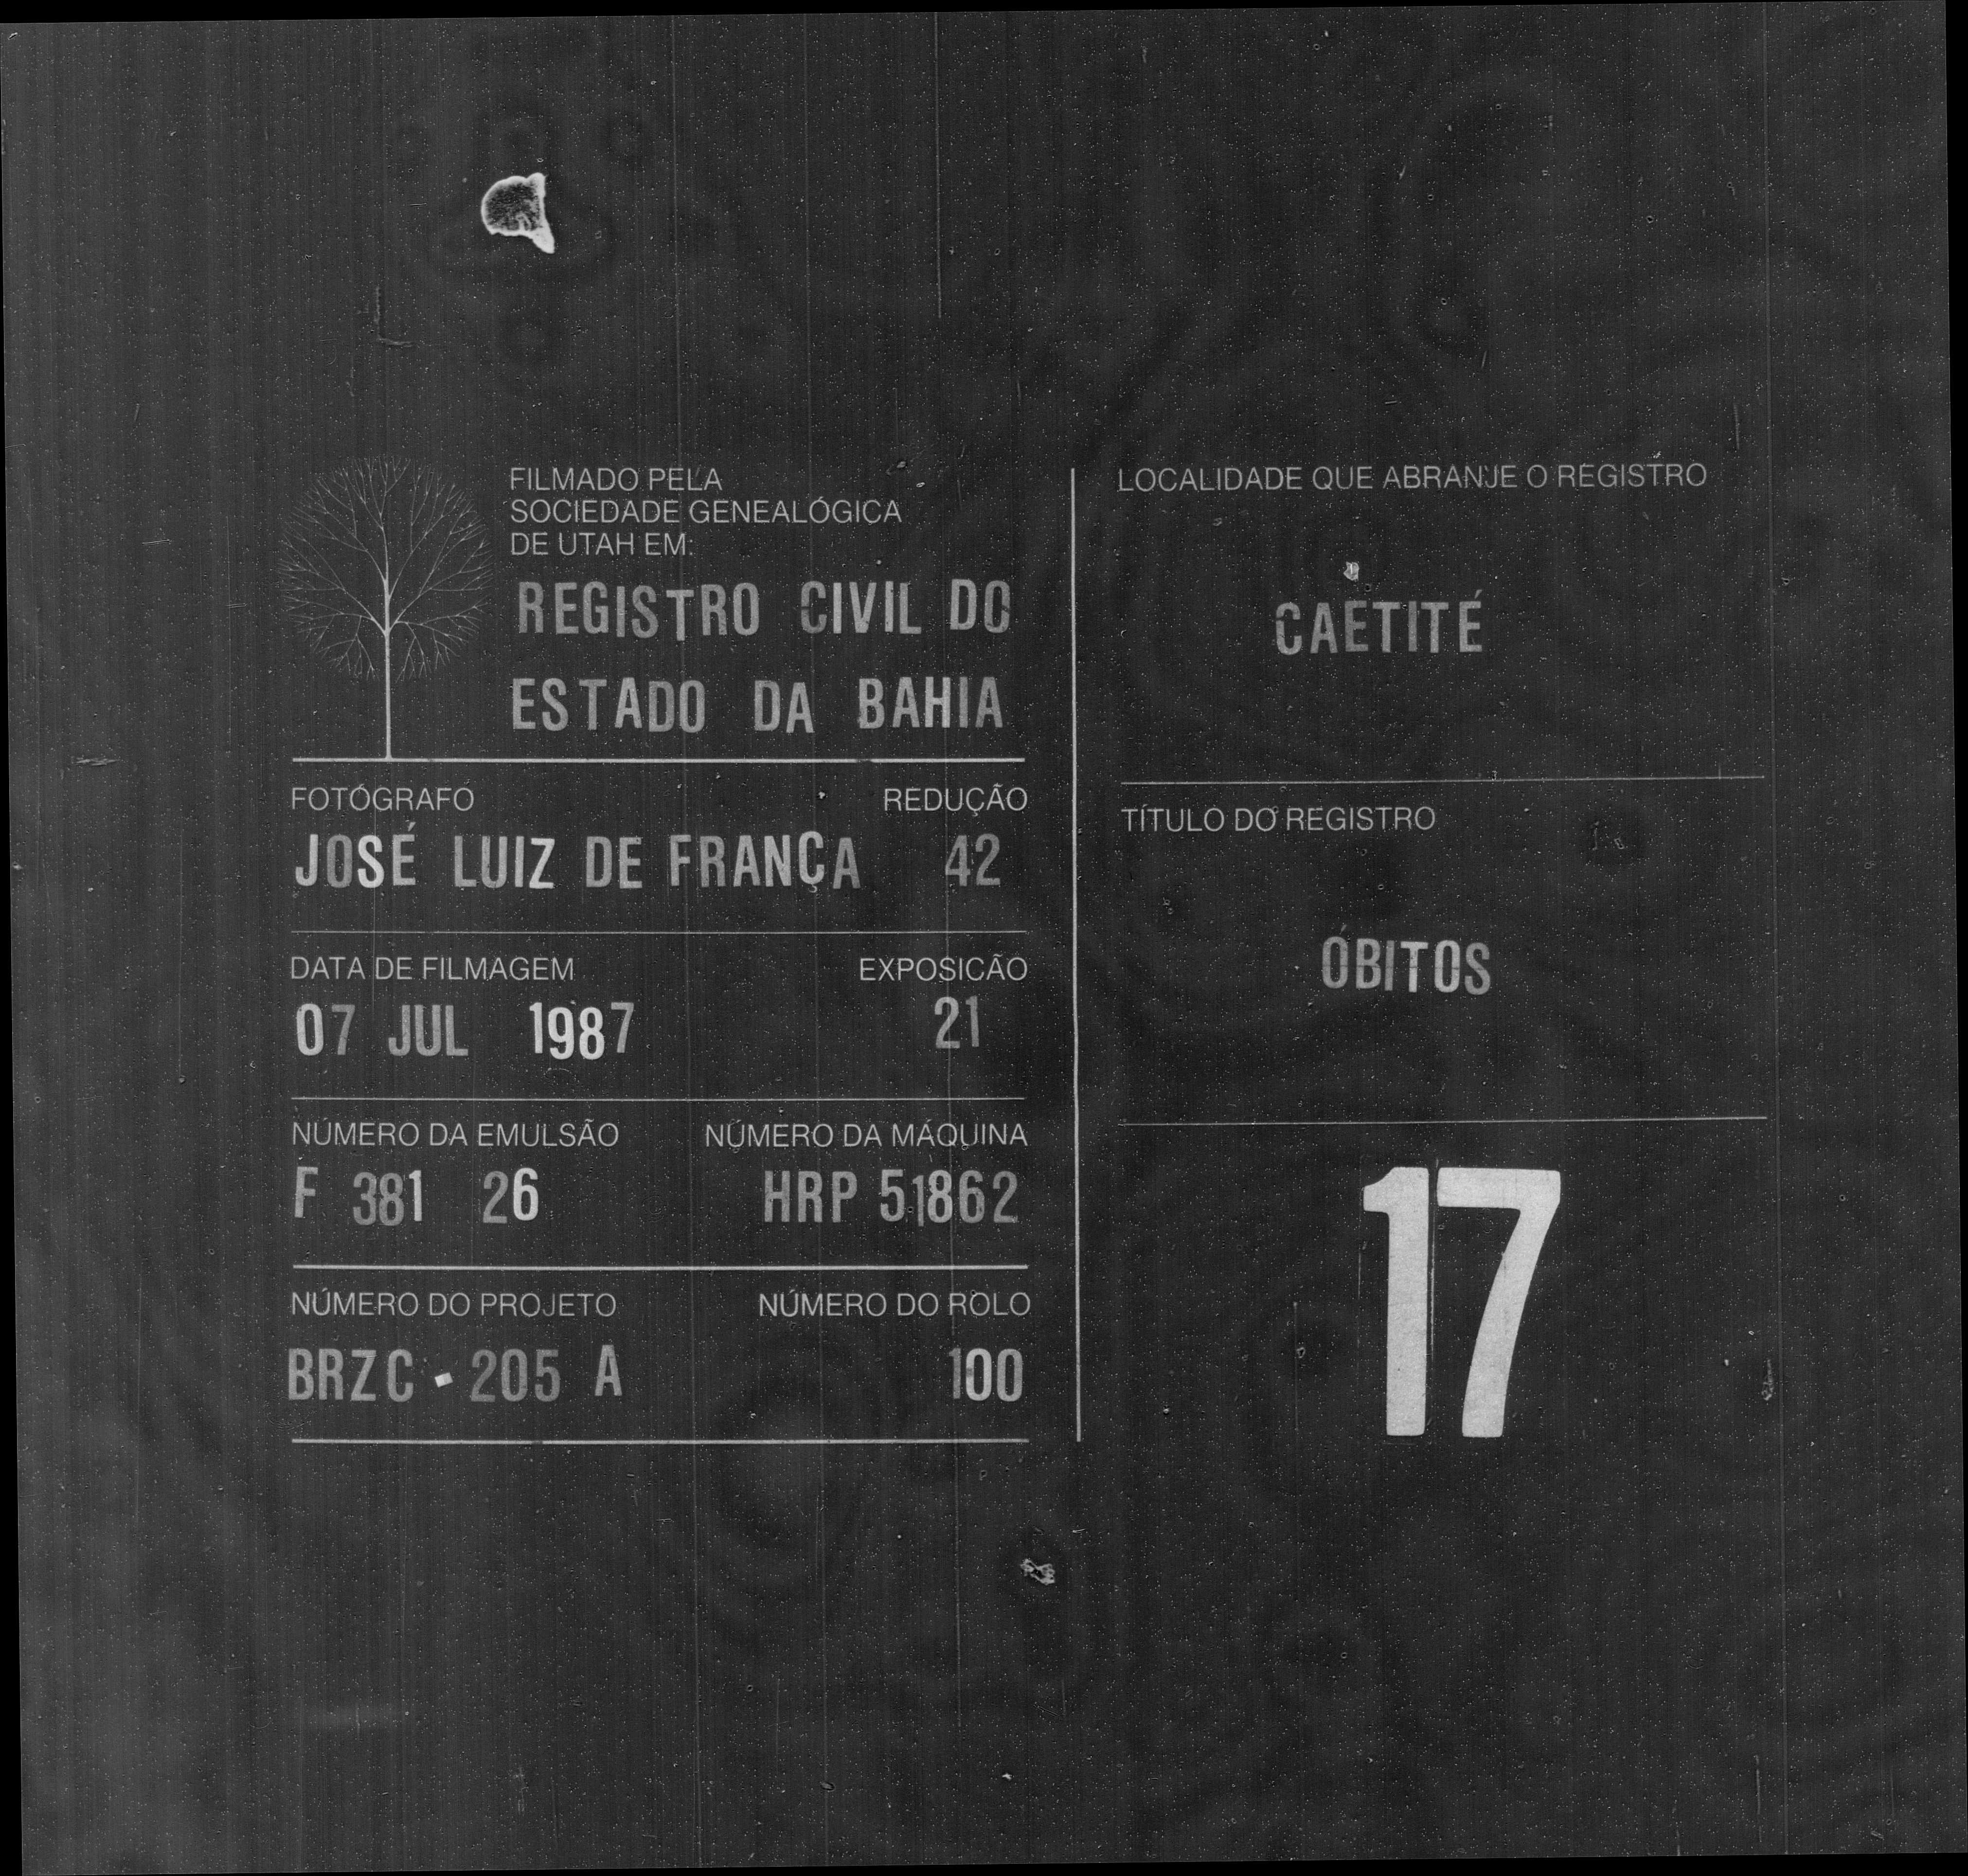 FILMADO PELA
SOCIEDADE GENEALÓGICA
DE UTAH EM:
REGISTRO CIVIL DO
ESTADO DA BAHIA
FOTÓGRAFO REDUÇÃO
JOSÉ LUIZ DE FRANÇA 42
DATA DE FILMAGEM EXPOSIÇÃO
07 JUL 1987 21
NÚMERO DA EMULSÃO NÚMERO DA MÁQUINA
F 381 26 HRP 51862
NÚMERO DO PROJETO NÚMERO DO ROLO
BRZC · 205 A 100
LOCALIDADE QUE ABRANJE O REGISTRO
CAETITÉ
TÍTULO DO REGISTRO
ÓBITOS
17